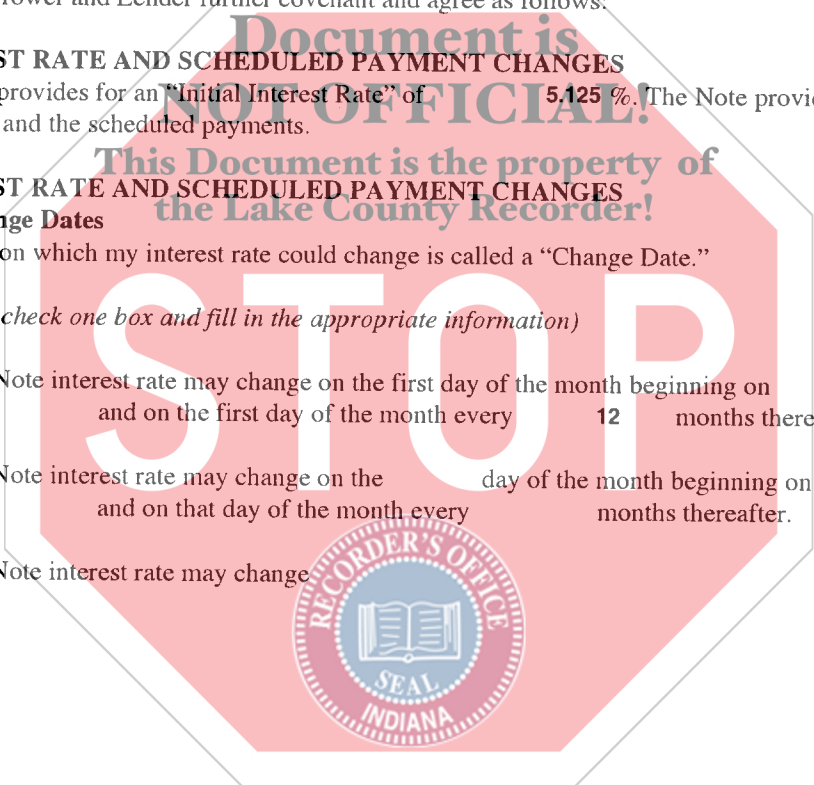 rower and Lender further covenant and agree as follows:
Document is
ST RATE AND SCHEDULED PAYMENT CHANGES
provides for an "Initial Interest Rate" of 5.125 %. The Note provi
NOT OFFICIAL!
and the scheduled payments.
This Document is the property of
ST RATE AND SCHEDULED PAYMENT CHANGES
the Lake County Recorder!
nge Dates
on which my interest rate could change is called a “Change Date.”
STOP
check one box and fill in the appropriate information)
Note interest rate may change on the first day of the month beginning on
and on the first day of the month every 12 months there
Note interest rate may change on the day of the month beginning on
and on that day of the month every months thereafter.
Note interest rate may change
RECORDER'S OFFICE
SEAL
INDIANA